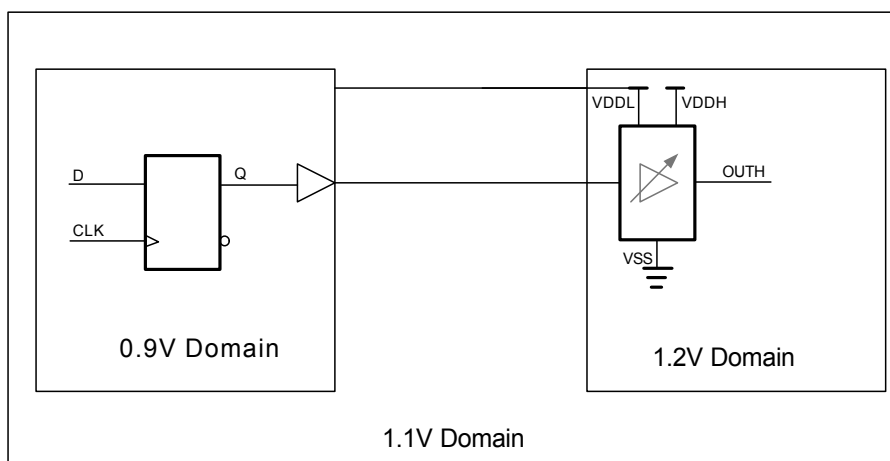 VDDL
VDDH
D
Q
OUTH
CLK
VSS
0.9V Domain
1.2V Domain
1.1V Domain